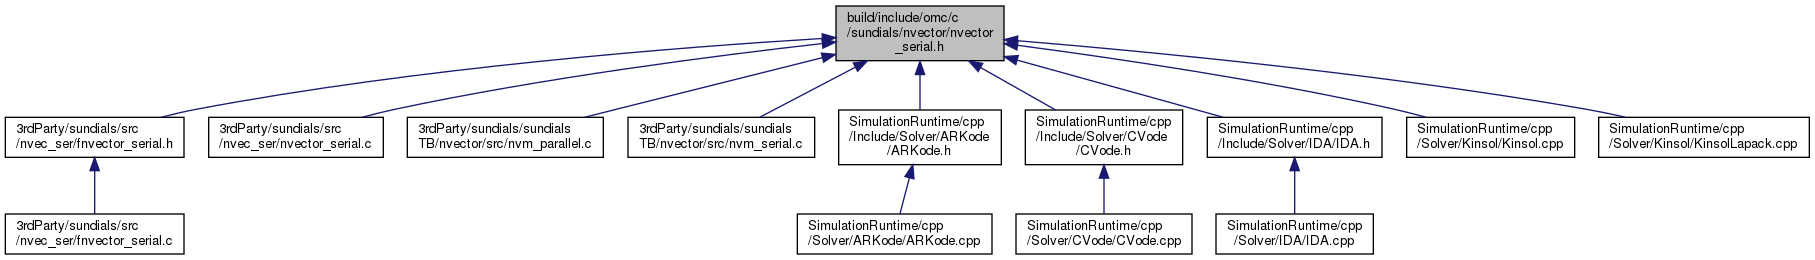 build/include/omc/c
/sundials/nvector/nvector
_serial.h
3rdParty/sundials/src
/nvec_ser/fnvector_serial.h
3rdParty/sundials/src
/nvec_ser/nvector_serial.c
3rdParty/sundials/sundials
TB/nvector/src/nvm_parallel.c
3rdParty/sundials/sundials
TB/nvector/src/nvm_serial.c
SimulationRuntime/cpp
/Include/Solver/ARKode
/ARKode.h
SimulationRuntime/cpp
/Include/Solver/CVode
/CVode.h
SimulationRuntime/cpp
/Include/Solver/IDA/IDA.h
SimulationRuntime/cpp
/Solver/Kinsol/Kinsol.cpp
SimulationRuntime/cpp
/Solver/Kinsol/KinsolLapack.cpp
3rdParty/sundials/src
/nvec_ser/fnvector_serial.c
SimulationRuntime/cpp
/Solver/ARKode/ARKode.cpp
SimulationRuntime/cpp
/Solver/CVode/CVode.cpp
SimulationRuntime/cpp
/Solver/IDA/IDA.cpp